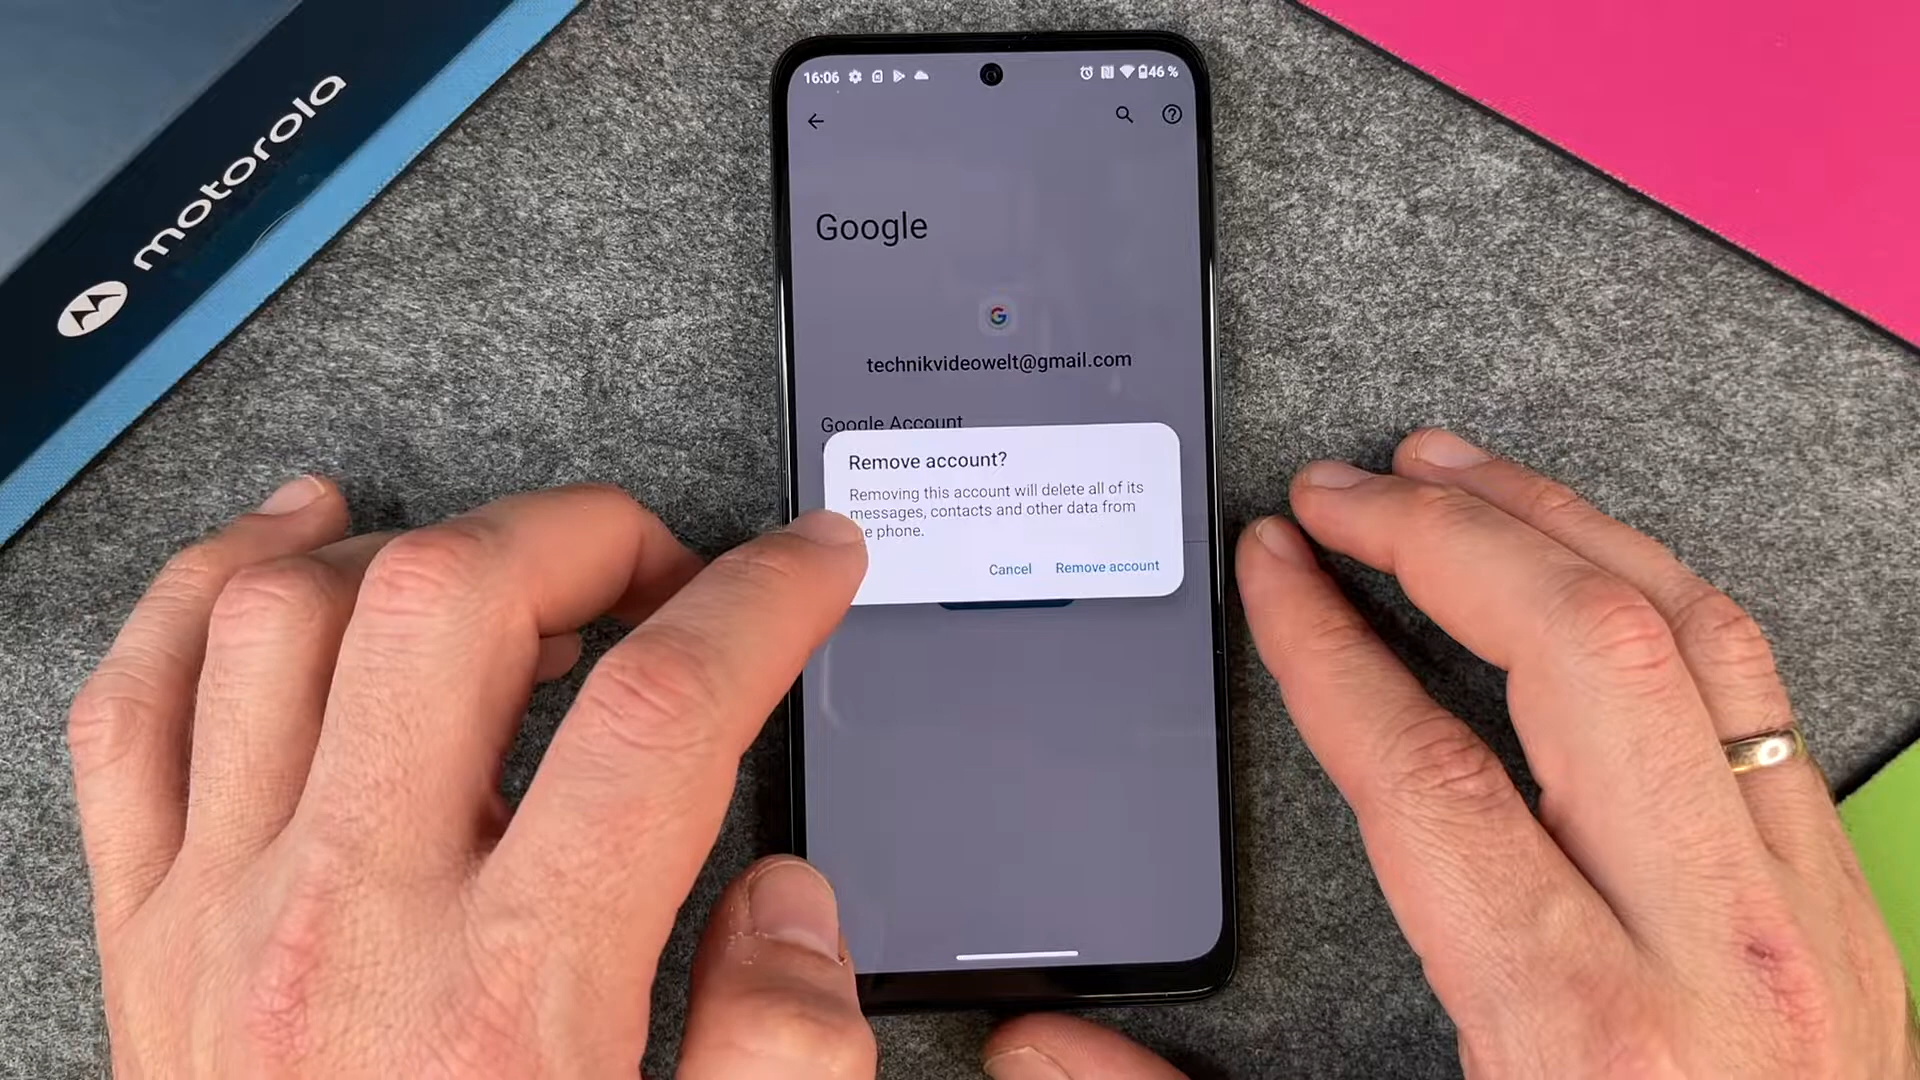 motorola
16:06
46 %
Google
technikvideowelt@gmail.com
Google Account
Remove account?
Removing this account will delete all of its
messages, contacts and other data from
phone.
Cancel
Remove account